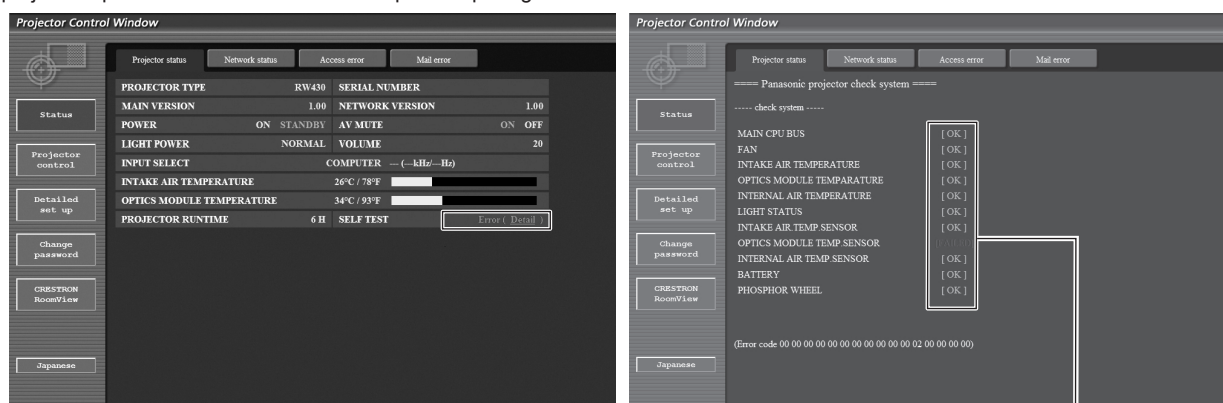 Projector Control Window
Projector status Network status Access error Mail error
Status
Projector control
Detailed set up
Change password
CRESTRON RoomView
Japanese
PROJECTOR TYPE RW430 SERIAL NUMBER
MAIN VERSION 1.00 NETWORK VERSION 1.00
POWER ON STANDBY AV MUTE ON OFF
LIGHT POWER NORMAL VOLUME 20
INPUT SELECT COMPUTER --- (---kHz/---Hz)
INTAKE AIR TEMPERATURE 26°C / 78°F
OPTICS MODULE TEMPERATURE 34°C / 93°F
PROJECTOR RUNTIME 6 H SELF TEST Error ( Detail )
Projector Control Window
Projector status Network status Access error Mail error
Status
Projector control
Detailed set up
Change password
CRESTRON RoomView
Japanese
==== Panasonic projector check system ====
----- check system -----
MAIN CPU BUS [ OK ]
FAN [ OK ]
INTAKE AIR TEMPERATURE [ OK ]
OPTICS MODULE TEMPARATURE [ OK ]
INTERNAL AIR TEMPERATURE [ OK ]
LIGHT STATUS [ OK ]
INTAKE AIR.TEMP.SENSOR [ OK ]
OPTICS MODULE TEMP.SENSOR
INTERNAL AIR TEMP.SENSOR [ OK ]
BATTERY [ OK ]
PHOSPHOR WHEEL [ OK ]
(Error code 00 00 00 00 00 00 00 00 00 00 00 02 00 00 00 00)